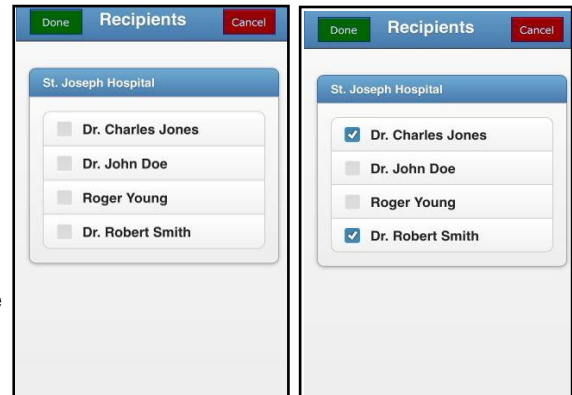 Done Recipients Cancel
St. Joseph Hospital
Dr. Charles Jones
Dr. John Doe
Roger Young
Dr. Robert Smith
Done Recipients Cancel
St. Joseph Hospital
Dr. Charles Jones
Dr. John Doe
Roger Young
Dr. Robert Smith